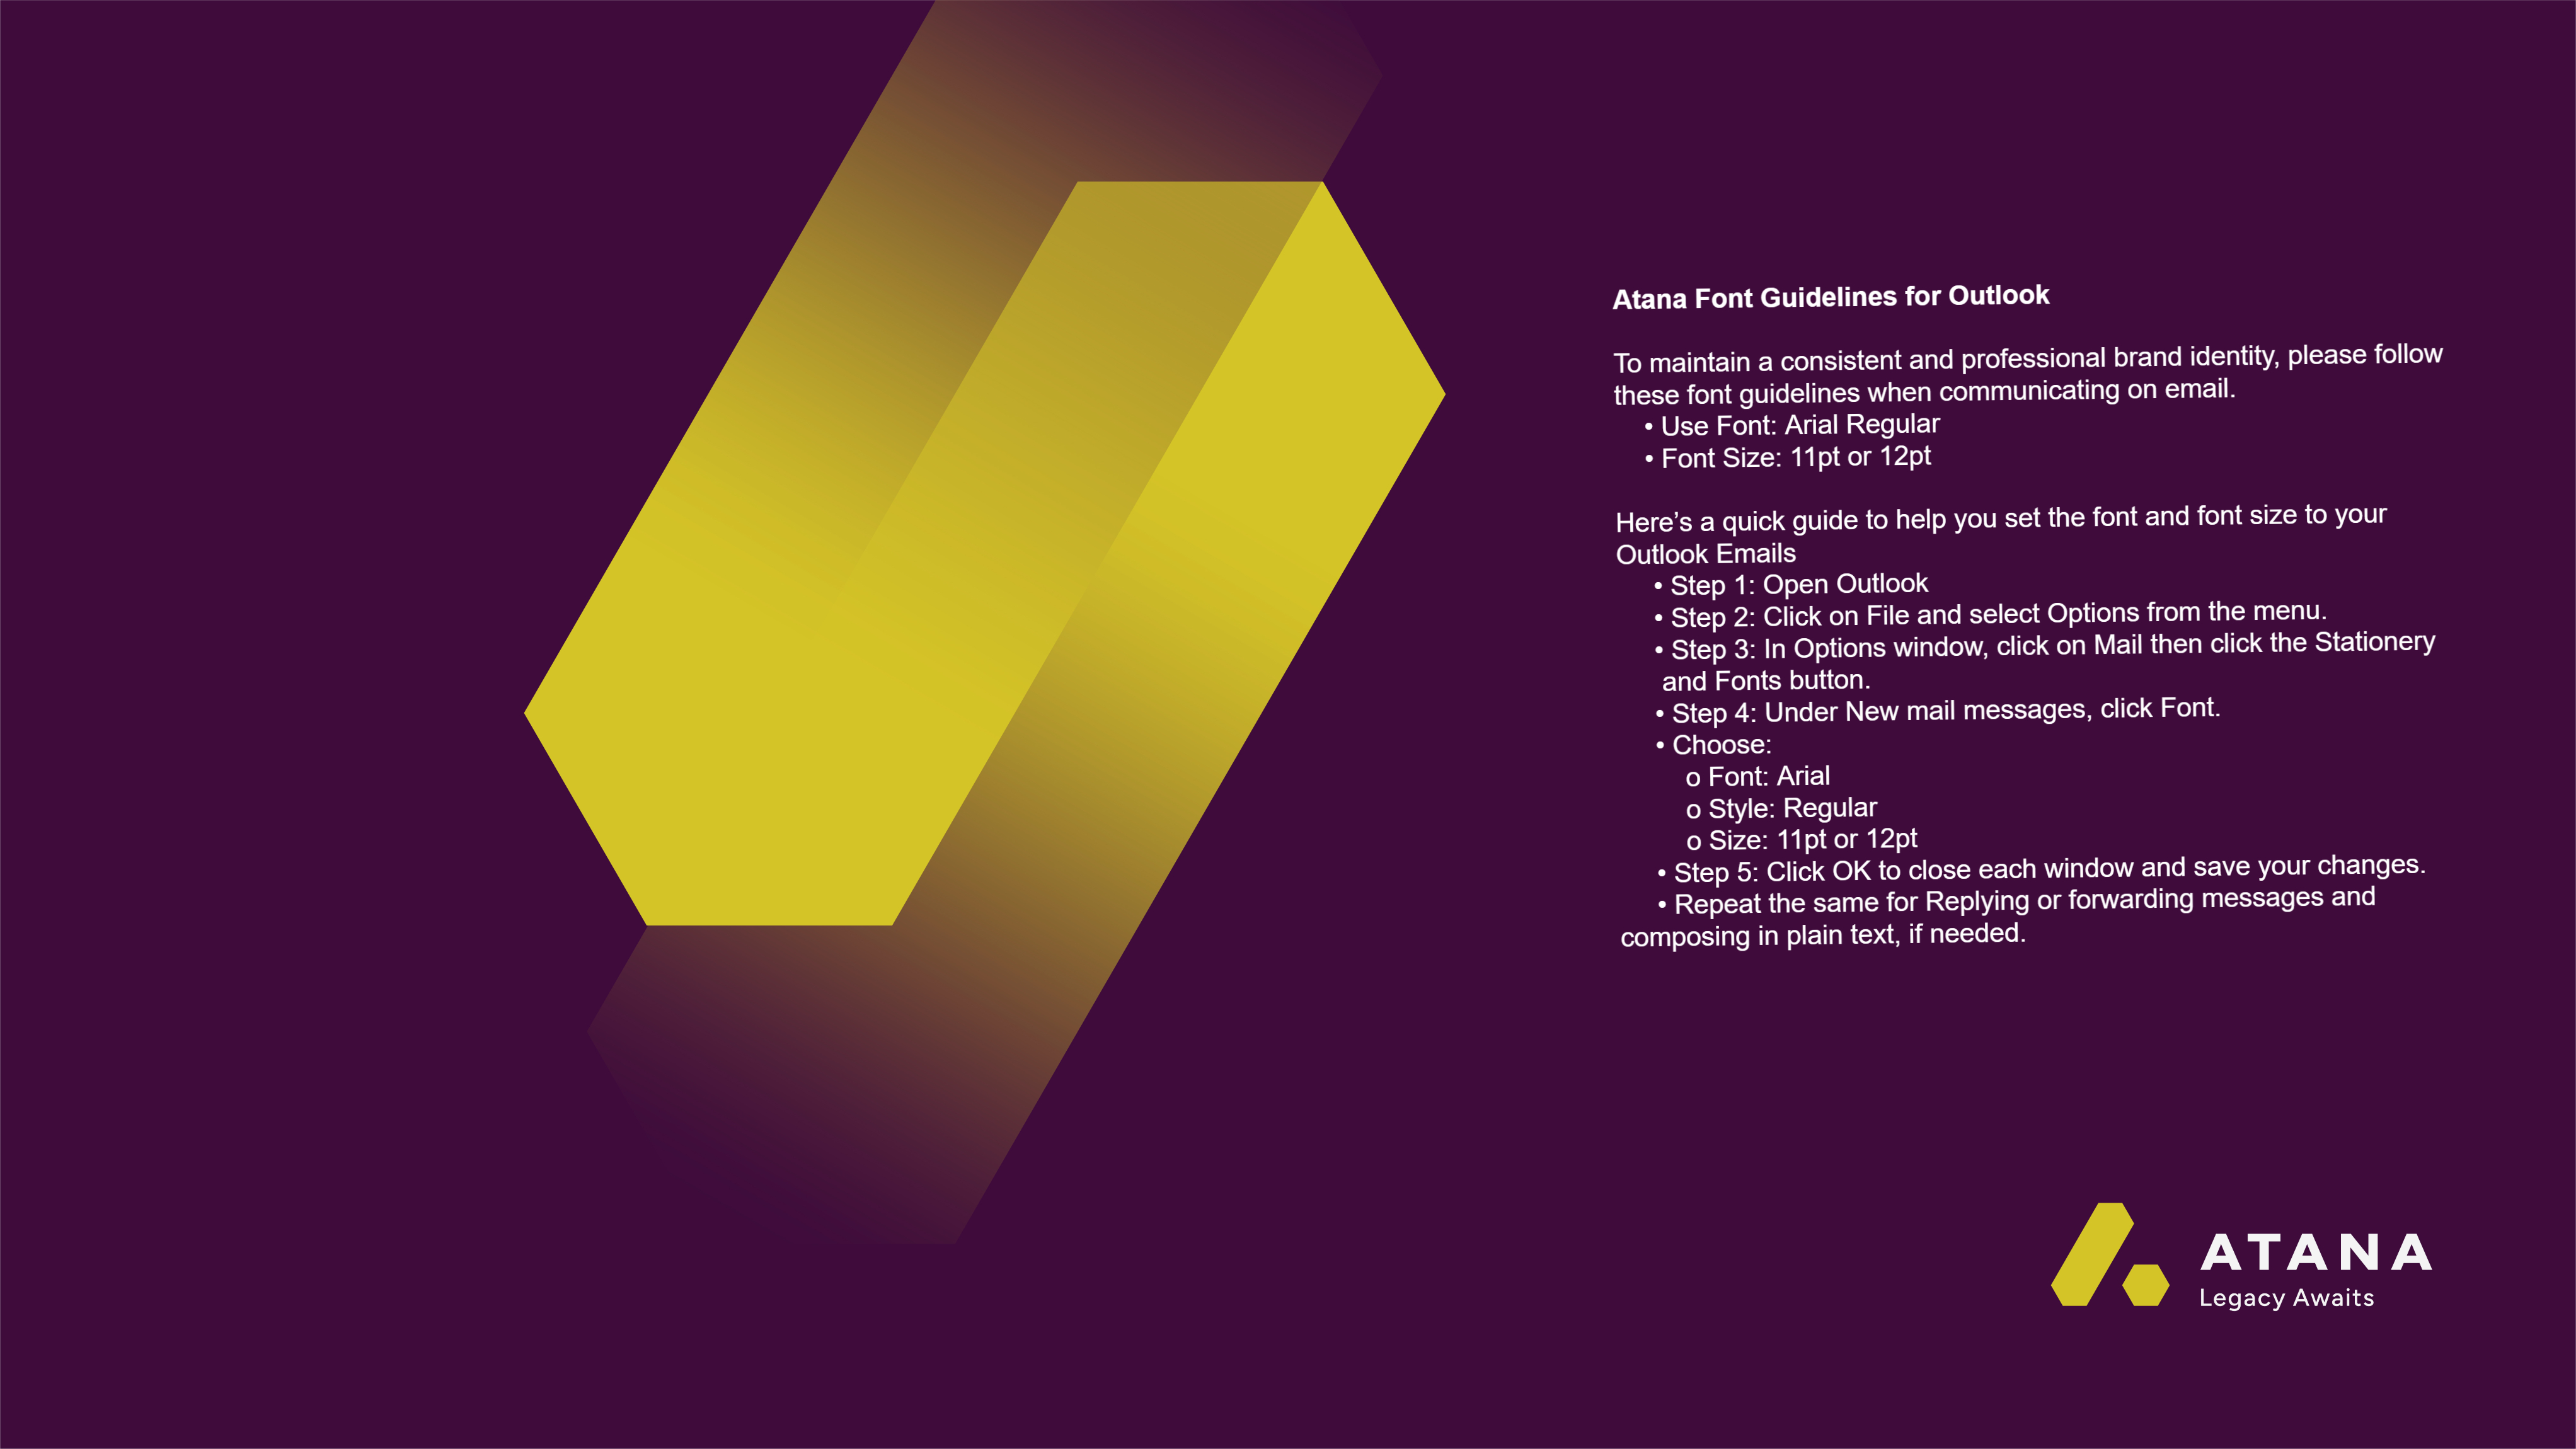 Atana Font Guidelines for Outlook
To maintain a consistent and professional brand identity, please follow
these font guidelines when communicating on email.
• Use Font: Arial Regular
• Font Size: 11pt or 12pt
Here’s a quick guide to help you set the font and font size to your
Outlook Emails
• Step 1: Open Outlook
• Step 2: Click on File and select Options from the menu.
• Step 3: In Options window, click on Mail then click the Stationery
and Fonts button.
• Step 4: Under New mail messages, click Font.
• Choose:
o Font: Arial
o Style: Regular
o Size: 11pt or 12pt
• Step 5: Click OK to close each window and save your changes.
• Repeat the same for Replying or forwarding messages and
composing in plain text, if needed.
ATANA
Legacy Awaits